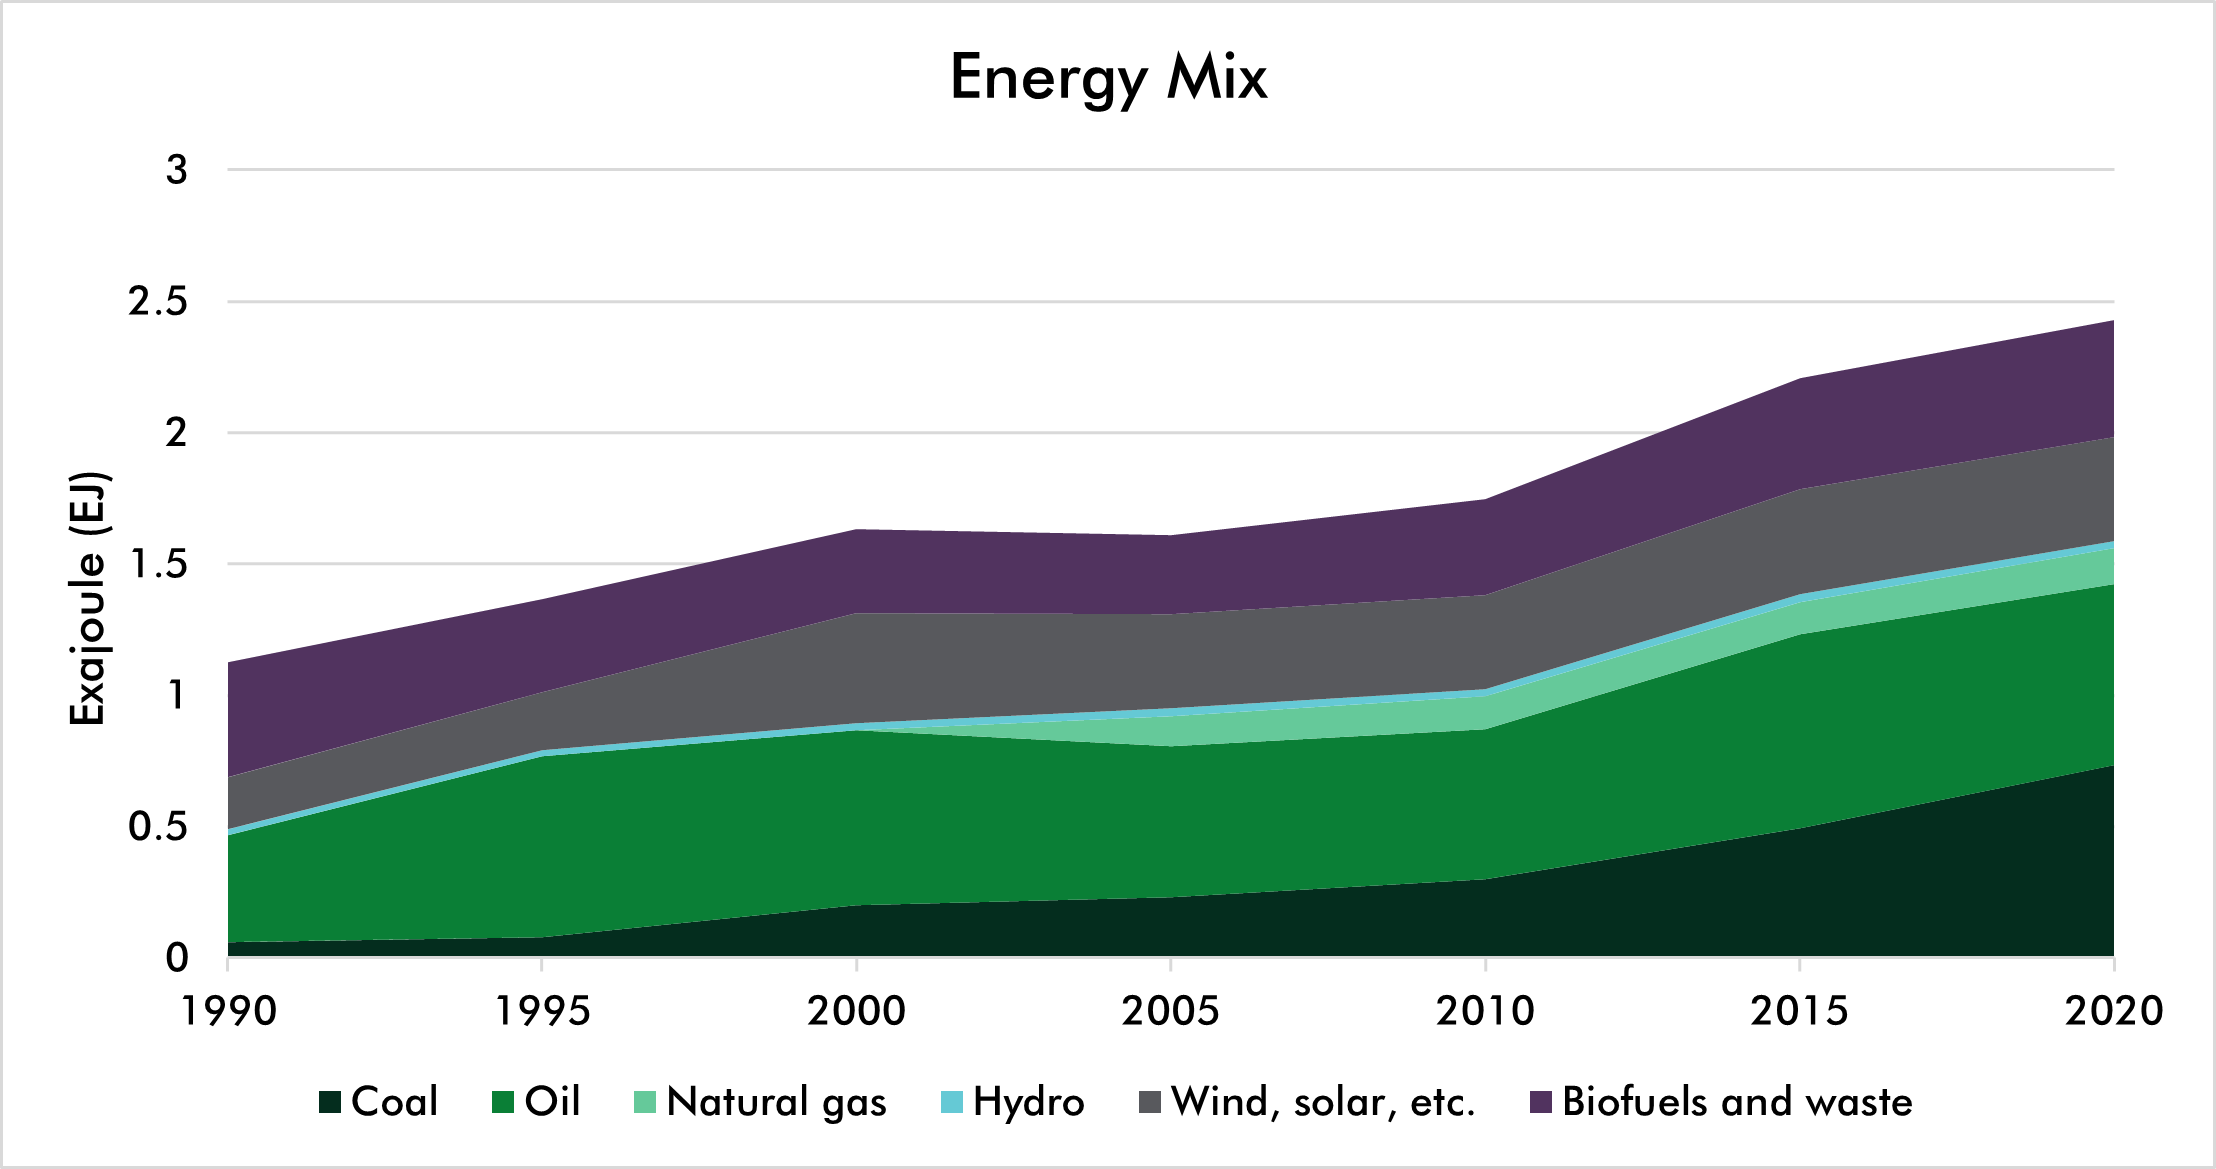 Energy Mix
3
2.5
2
1.5
1
0.5
0
Exajoule (EJ)
1990 1995 2000 2005 2010 2015 2020
Coal Oil Natural gas Hydro Wind, solar, etc. Biofuels and waste